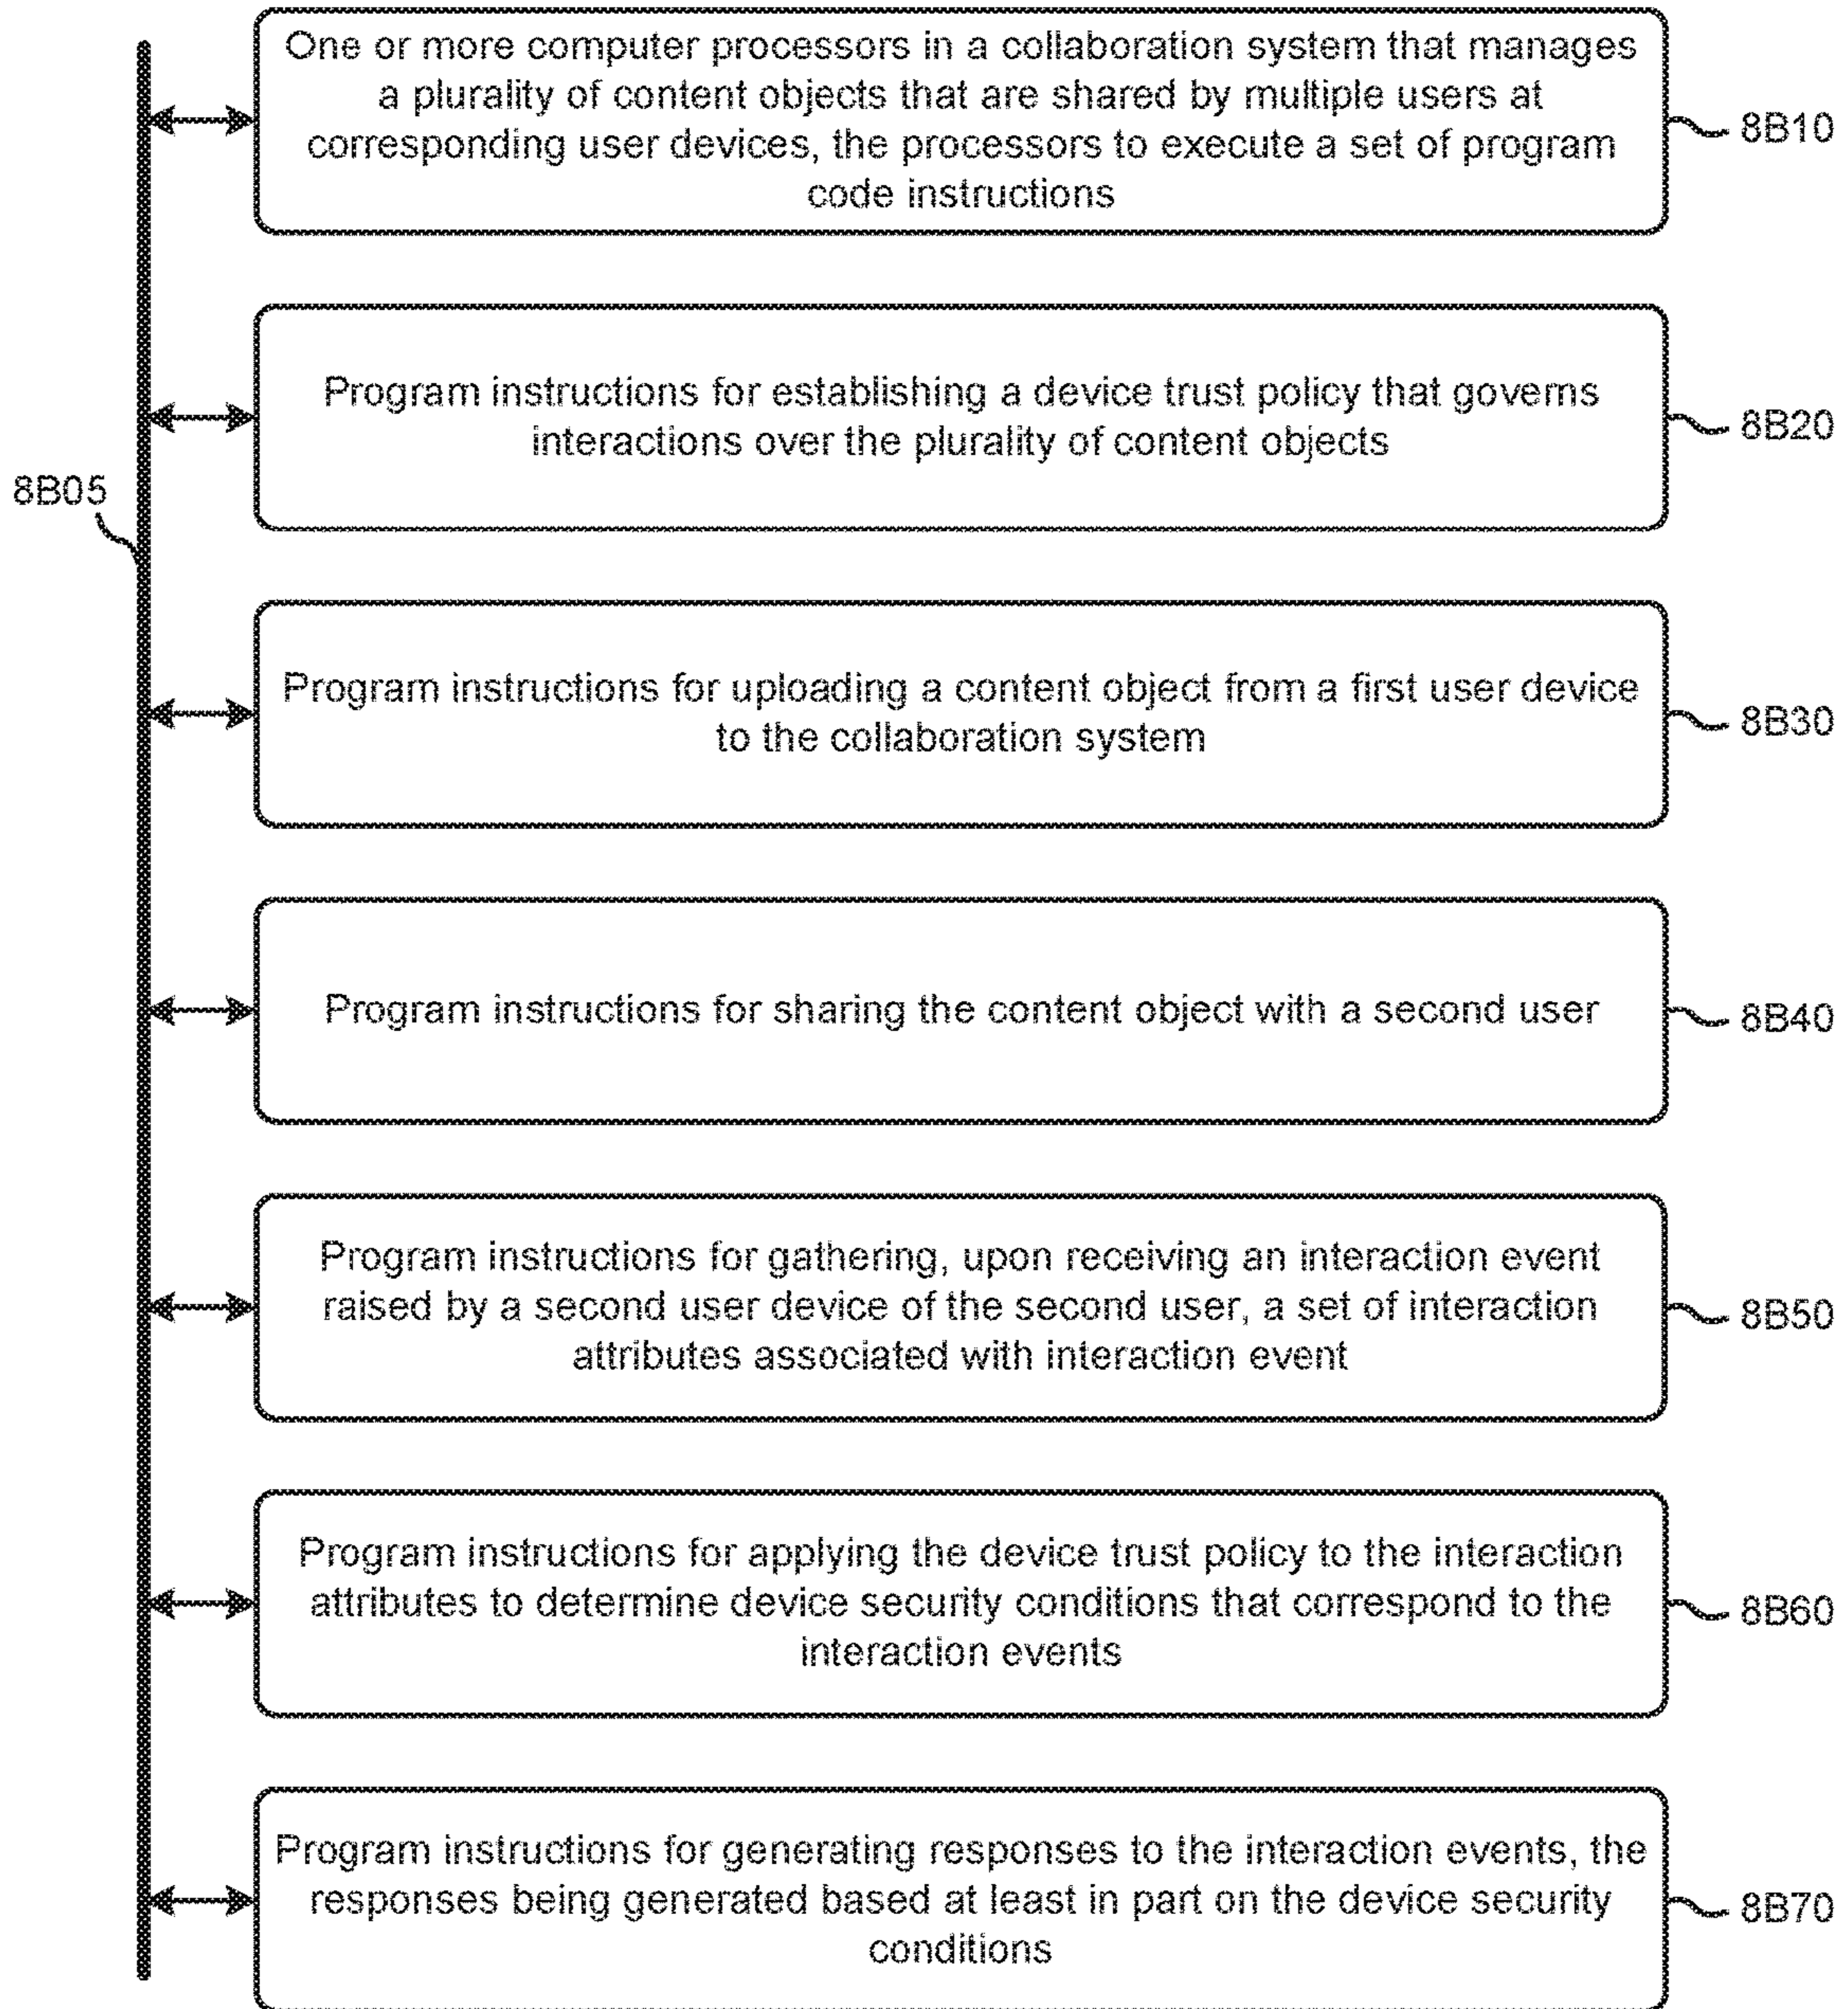 One or more computer processors in a collaboration system that manages
a plurality of content objects that are shared by multiple users at
corresponding user devices, the processors to execute a set of program
code instructions
8B10
Program instructions for establishing a device trust policy that governs
interactions over the plurality of content objects
8B20
8B05
Program instructions for uploading a content object from a first user device
to the collaboration system
8B30
Program instructions for sharing the content object with a second user
8B40
Program instructions for gathering, upon receiving an interaction event
raised by a second user device of the second user, a set of interaction
attributes associated with interaction event
8B50
Program instructions for applying the device trust policy to the interaction
attributes to determine device security conditions that correspond to the
interaction events
8B60
Program instructions for generating responses to the interaction events, the
responses being generated based at least in part on the device security
conditions
8B70